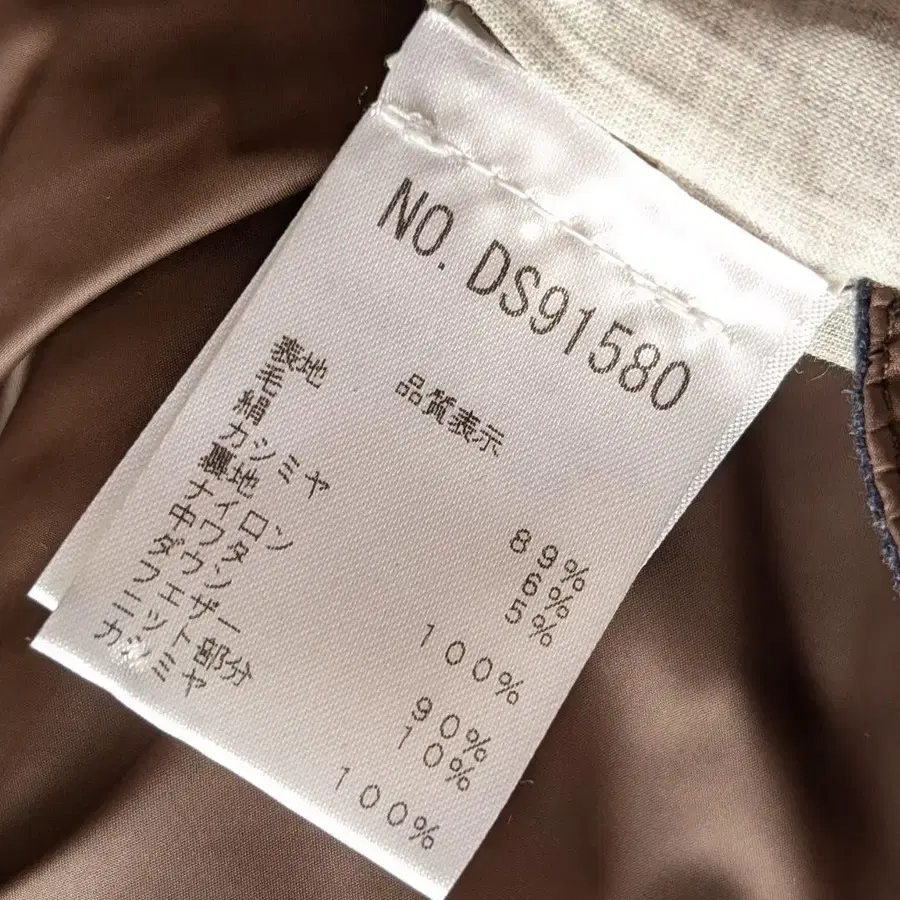 NO. DS91580
品質表示
表地
毛 89%
絹 6%
カシミヤ 5%
裏地
ナイロン 100%
中ワタ
ダウン 90%
フエザー 10%
ニット部分
カシミヤ 100%